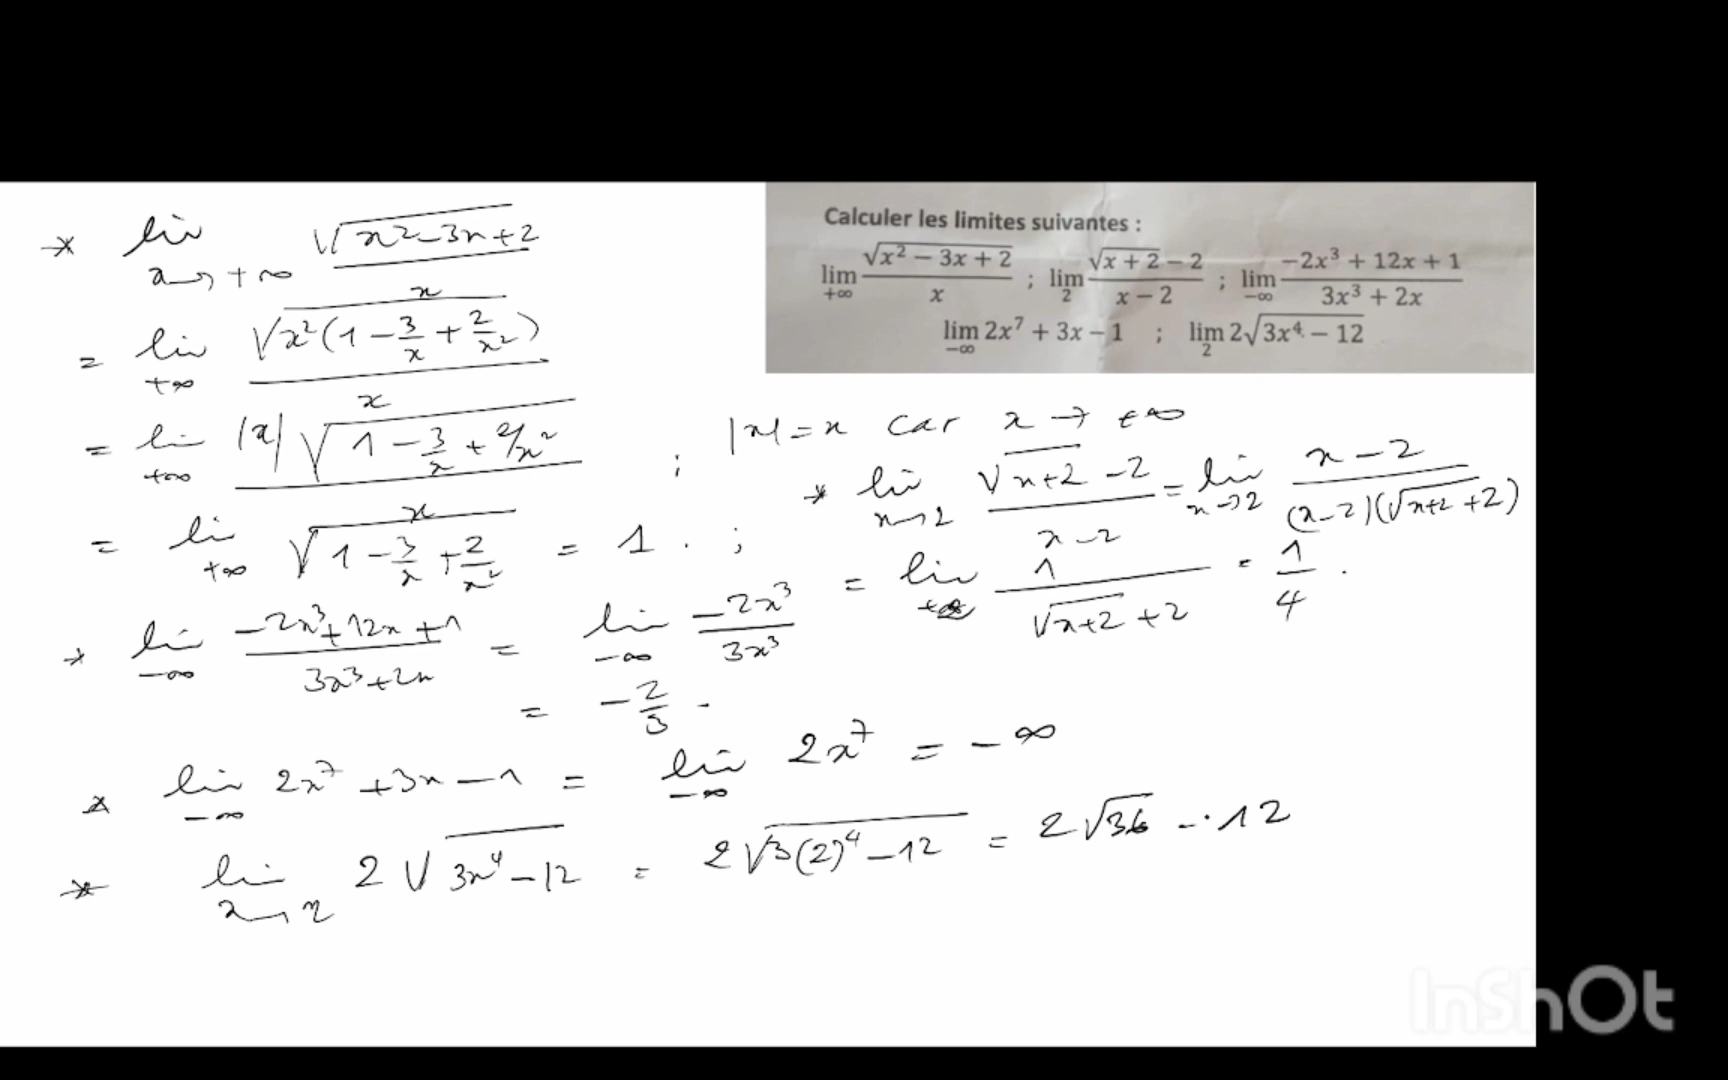 Calculer les limites suivantes :
lim +∞ √(x² − 3x + 2) / x ; lim 2 (√(x + 2) − 2) / (x − 2) ; lim −∞ (−2x³ + 12x + 1) / (3x³ + 2x)
lim −∞ 2x⁷ + 3x − 1 ; lim 2 2√(3x⁴ − 12)
* lim x→+∞ √(x² − 3x + 2) / x
= lim +∞ √(x²(1 − 3/x + 2/x²)) / x
= lim +∞ |x| √(1 − 3/x + 2/x²) / x ; |x| = x car x → +∞
= lim +∞ √(1 − 3/x + 2/x²) = 1 . ;
* lim x→2 (√(x+2) − 2) / (x − 2) = lim x→2 (x − 2) / ((x−2)(√(x+2) + 2))
= lim 1 / (√(x+2) + 2) = 1/4 .
* lim −∞ (−2x³ + 12x + 1) / (3x³ + 2x) = lim −∞ −2x³ / 3x³
= − 2/3 .
* lim −∞ 2x⁷ + 3x − 1 = lim −∞ 2x⁷ = − ∞
* lim x→2 2√(3x⁴ − 12) = 2√(3(2)⁴ − 12) = 2√36 = 12
InShOt